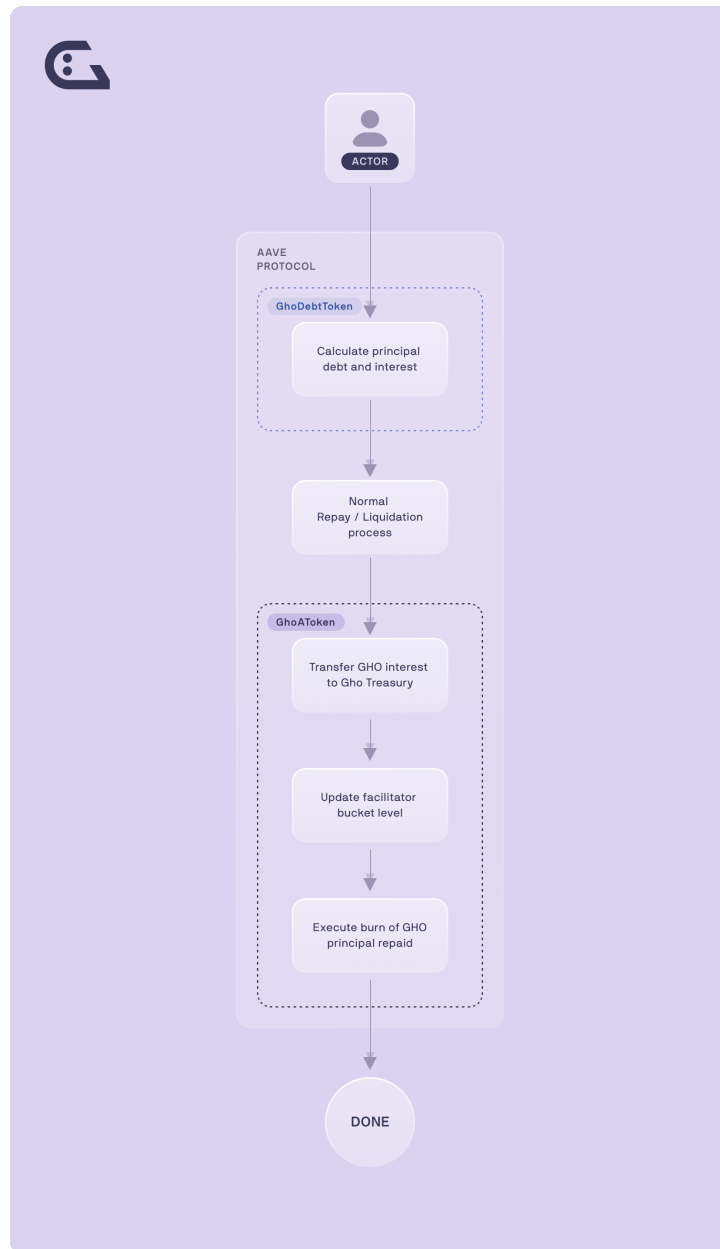 ACTOR
AAVE
PROTOCOL
GhoDebtToken
Calculate principal
debt and interest
Normal
Repay / Liquidation
process
GhoAToken
Transfer GHO interest
to Gho Treasury
Update facilitator
bucket level
Execute burn of GHO
principal repaid
DONE